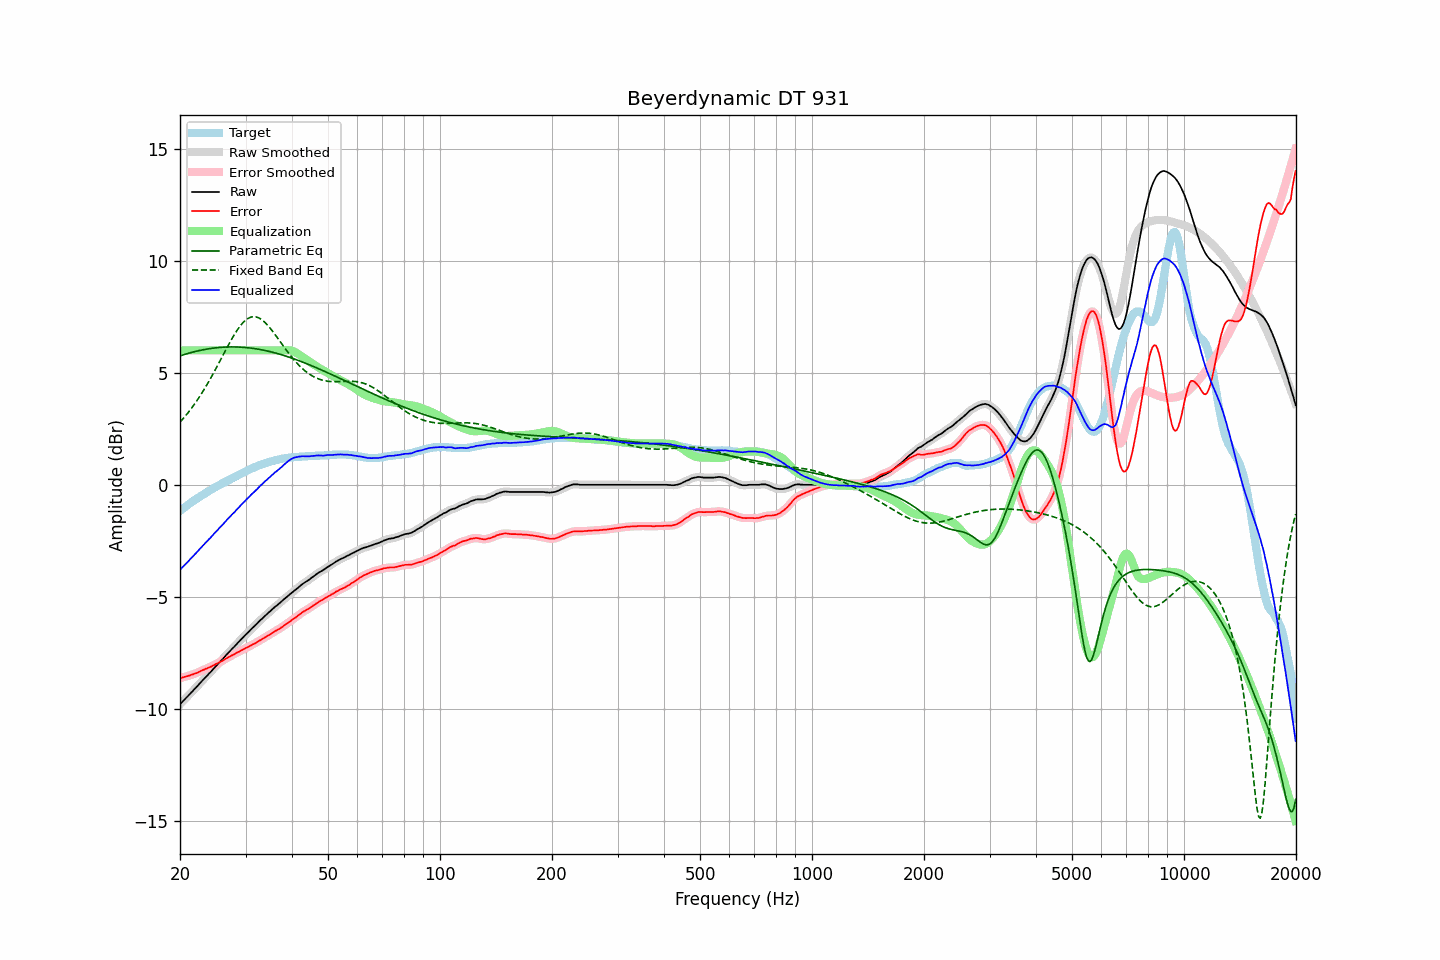 Beyerdynamic DT 931
Target
Raw Smoothed
Error Smoothed
Raw
Error
Equalization
Parametric Eq
Fixed Band Eq
Equalized
Amplitude (dBr)
15
10
5
0
−5
−10
−15
20 50 100 200 500 1000 2000 5000 10000 20000
Frequency (Hz)